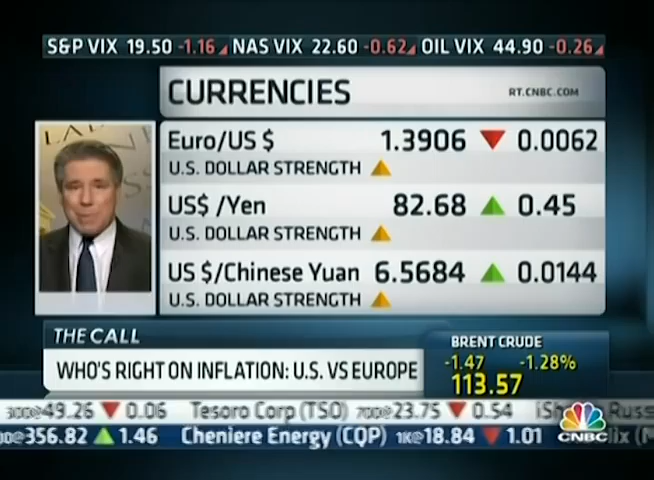 S&P VIX 19.50 -1.16 NAS VIX 22.60 -0.62 OIL VIX 44.90 -0.26
CURRENCIES RT.CNBC.COM
Euro/US $ 1.3906 ▼ 0.0062
U.S. DOLLAR STRENGTH ▲
US$ /Yen 82.68 ▲ 0.45
U.S. DOLLAR STRENGTH ▲
US $/Chinese Yuan 6.5684 ▲ 0.0144
U.S. DOLLAR STRENGTH ▲
THE CALL
WHO'S RIGHT ON INFLATION: U.S. VS EUROPE
BRENT CRUDE
-1.47 -1.28%
113.57
49.26 ▼ 0.06 Tesoro Corp (TSO) 700@23.75 ▼ 0.54 Russ
356.82 ▲ 1.46 Cheniere Energy (CQP) 1K@18.84 ▼ 1.01
CNBC